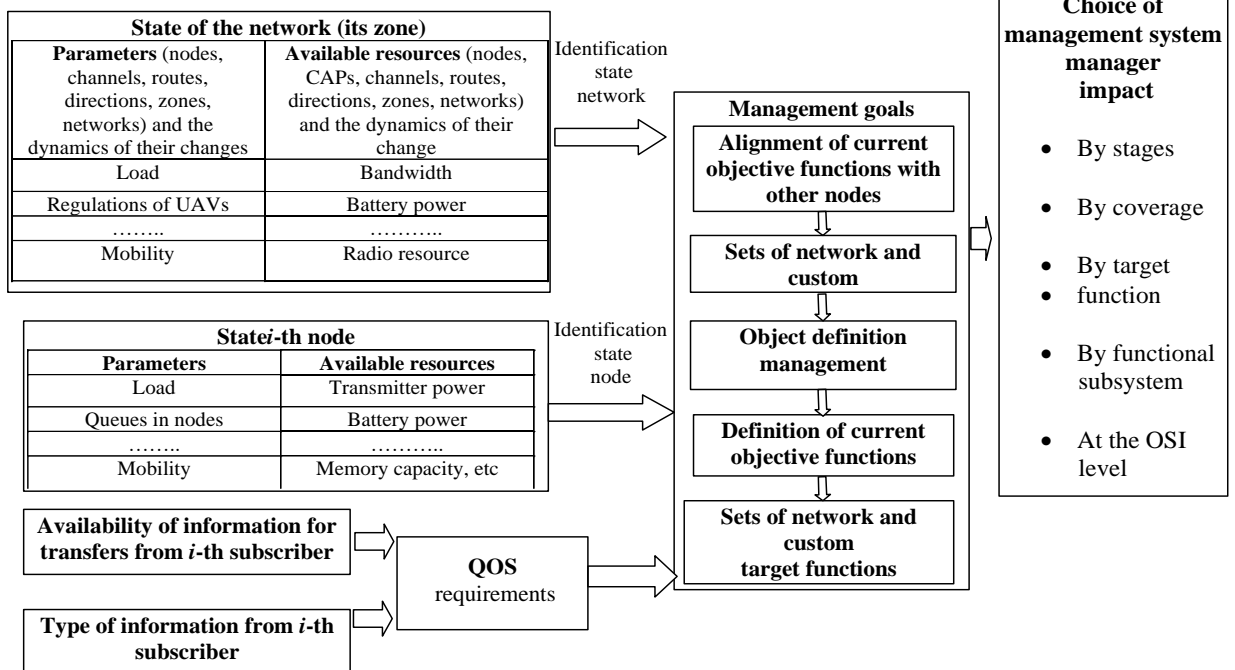 State of the network (its zone)
Parameters (nodes,
channels, routes,
directions, zones,
networks) and the
dynamics of their changes
Available resources (nodes,
CAPs, channels, routes,
directions, zones, networks)
and the dynamics of their
change
Load
Bandwidth
Regulations of UAVs
Battery power
……..
………..
Mobility
Radio resource
Identification
state
network
Statei-th node
Parameters
Available resources
Load
Transmitter power
Queues in nodes
Battery power
……..
………..
Mobility
Memory capacity, etc
Identification
state
node
Availability of information for
transfers from i-th subscriber
Type of information from i-th
subscriber
QOS
requirements
Management goals
Alignment of current
objective functions with
other nodes
Sets of network and
custom
Object definition
management
Definition of current
objective functions
Sets of network and
custom
target functions
Choice of
management system
manager
impact
• By stages
• By coverage
• By target
• function
• By functional
subsystem
• At the OSI
level